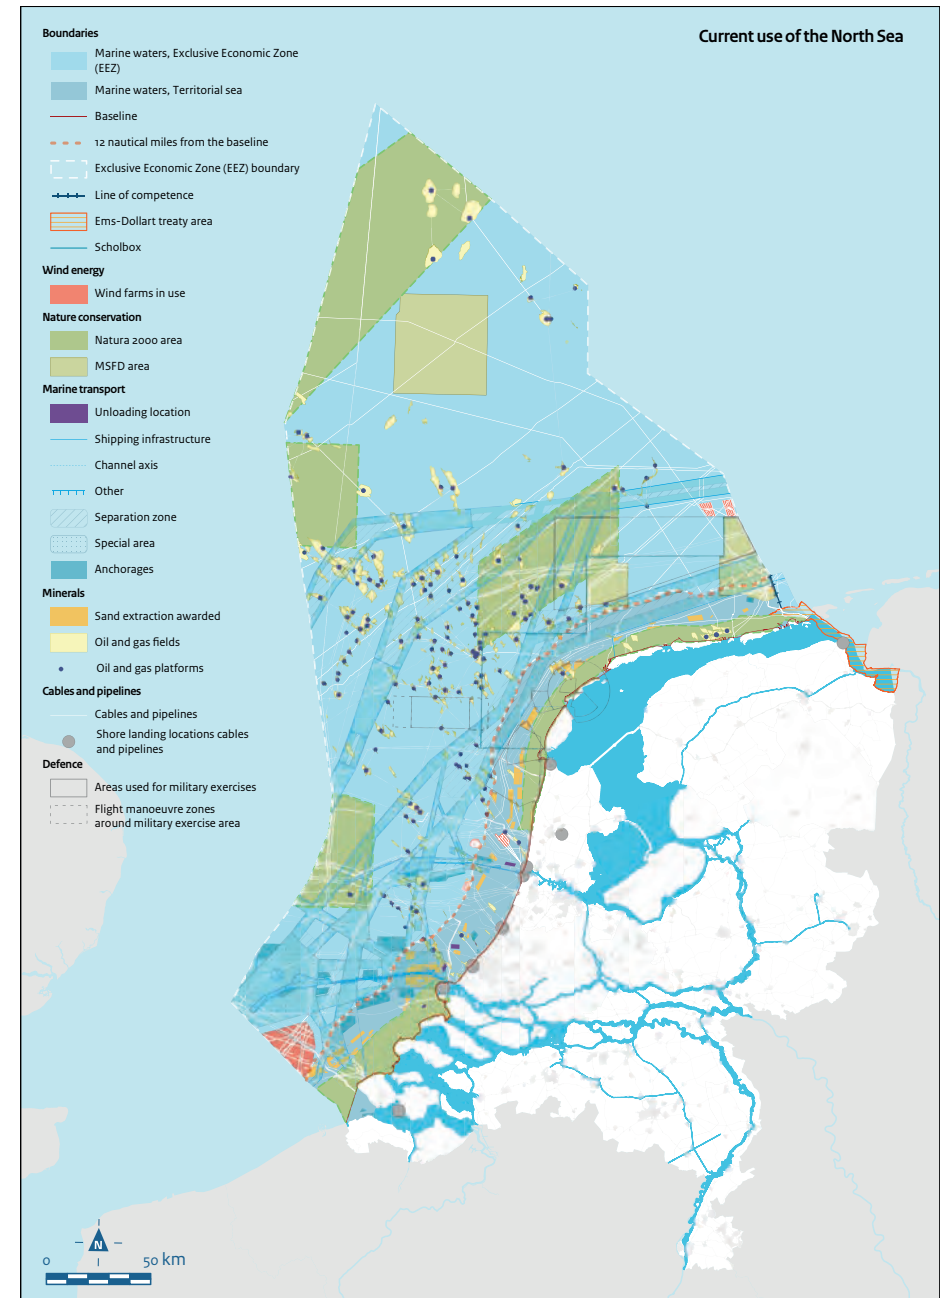 Current use of the North Sea
Boundaries
Marine waters, Exclusive Economic Zone
(EEZ)
Marine waters, Territorial sea
Baseline
12 nautical miles from the baseline
Exclusive Economic Zone (EEZ) boundary
Line of competence
Ems-Dollart treaty area
Scholbox
Wind energy
Wind farms in use
Nature conservation
Natura 2000 area
MSFD area
Marine transport
Unloading location
Shipping infrastructure
Channel axis
Other
Separation zone
Special area
Anchorages
Minerals
Sand extraction awarded
Oil and gas fields
Oil and gas platforms
Cables and pipelines
Cables and pipelines
Shore landing locations cables
and pipelines
Defence
Areas used for military exercises
Flight manoeuvre zones
around military exercise area
N
0 50 km